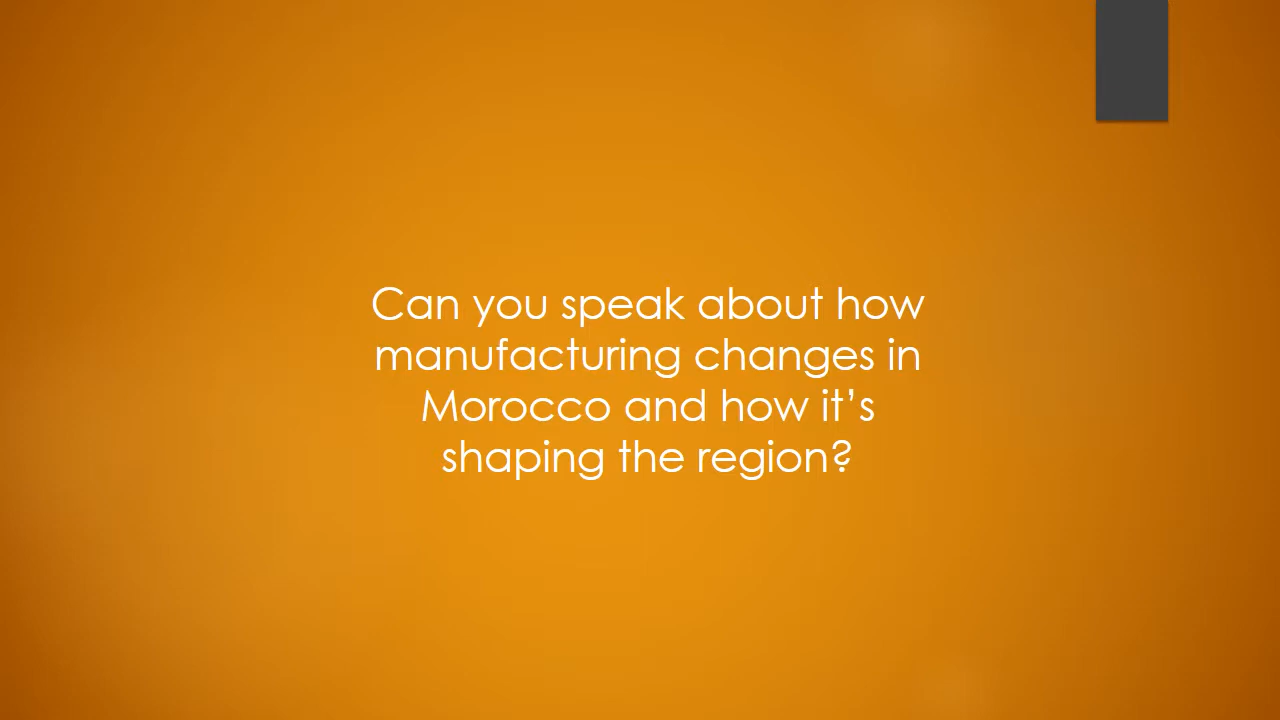 Can you speak about how
manufacturing changes in
Morocco and how it’s
shaping the region?